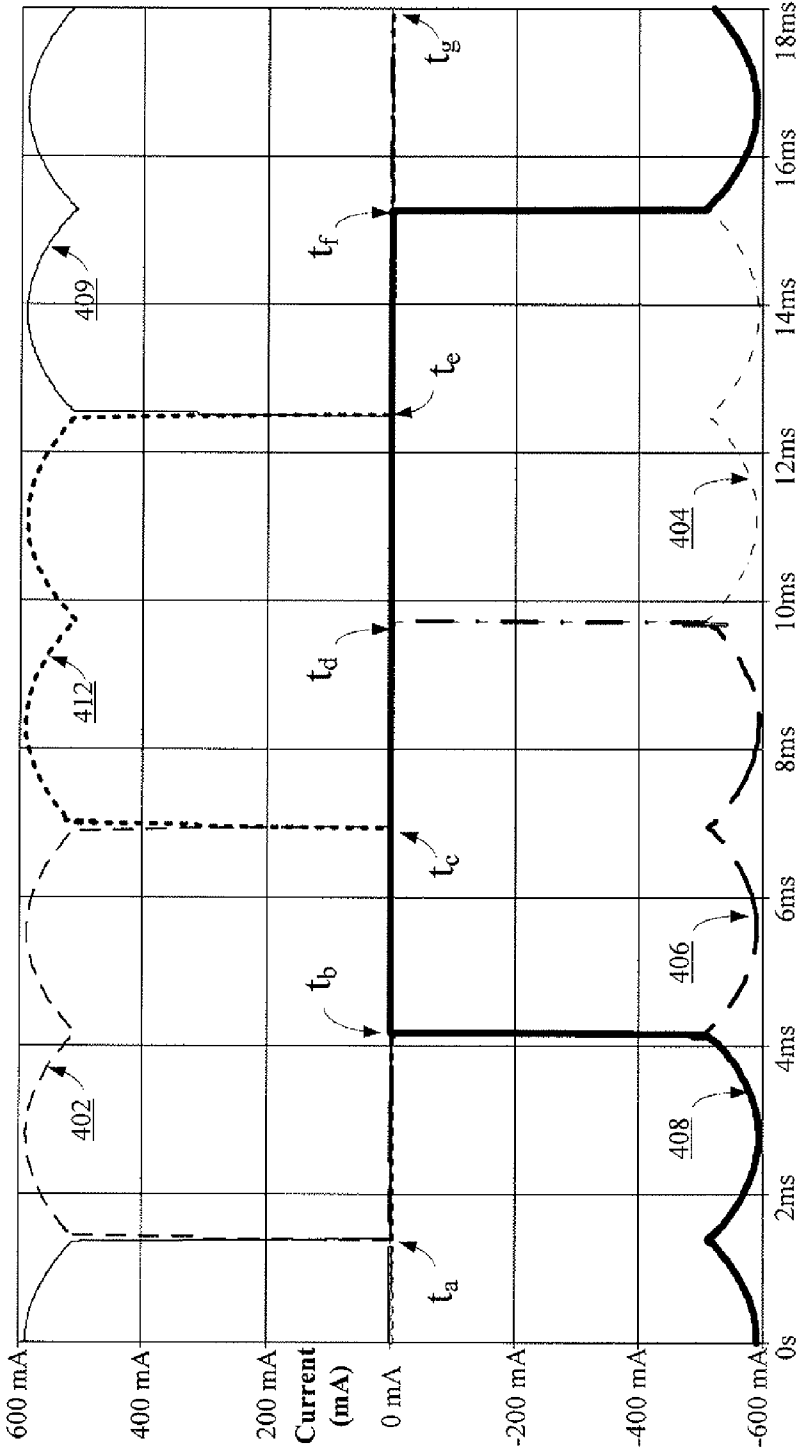 600 mA
400 mA
200 mA
Current
(mA)
0 mA
-200 mA
-400 mA
-600 mA
0s
2ms
4ms
6ms
8ms
10ms
12ms
14ms
16ms
18ms
402
412
409
408
406
404
ta
tb
tc
td
te
tf
tg